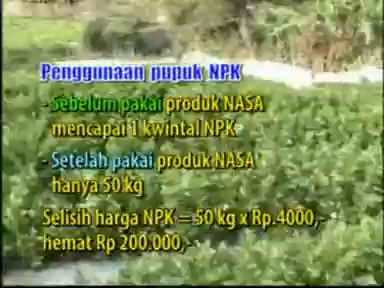 Penggunaan pupuk NPK
- Sebelum pakai produk NASA
mencapai 1 kwintal NPK
- Setelah pakai produk NASA
hanya 50 kg
Selisih harga NPK = 50 kg x Rp.4000,-
hemat Rp 200.000,-